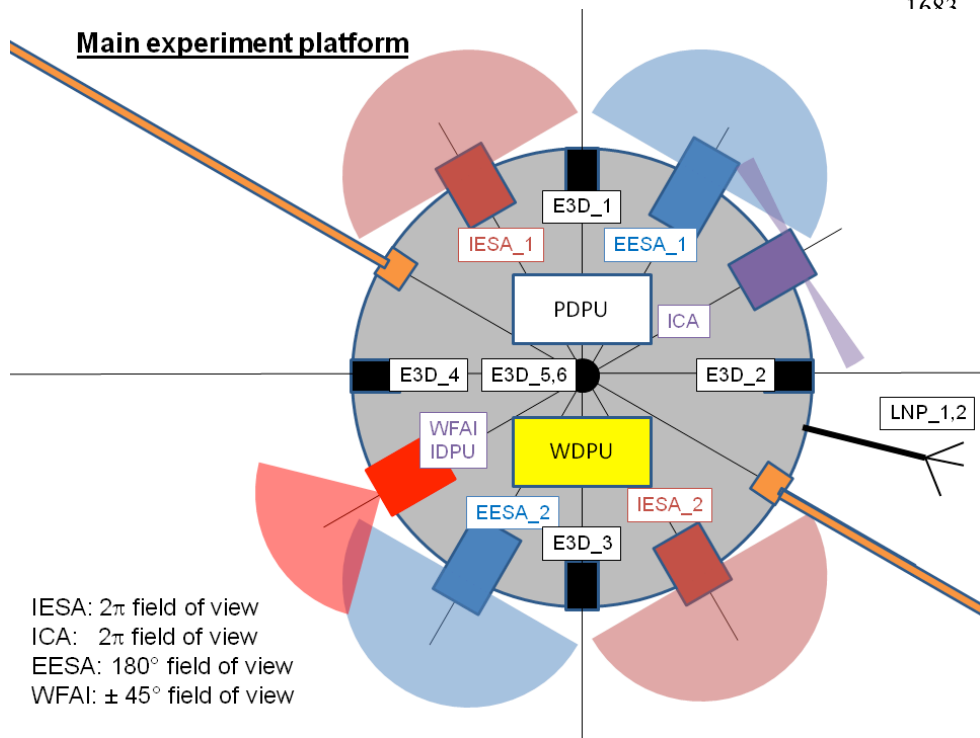 1683
Main experiment platform
E3D_1
IESA_1
EESA_1
PDPU
ICA
E3D_4
E3D_5,6
E3D_2
LNP_1,2
WFAI
IDPU
WDPU
EESA_2
IESA_2
E3D_3
IESA: 2π field of view
ICA: 2π field of view
EESA: 180° field of view
WFAI: ± 45° field of view